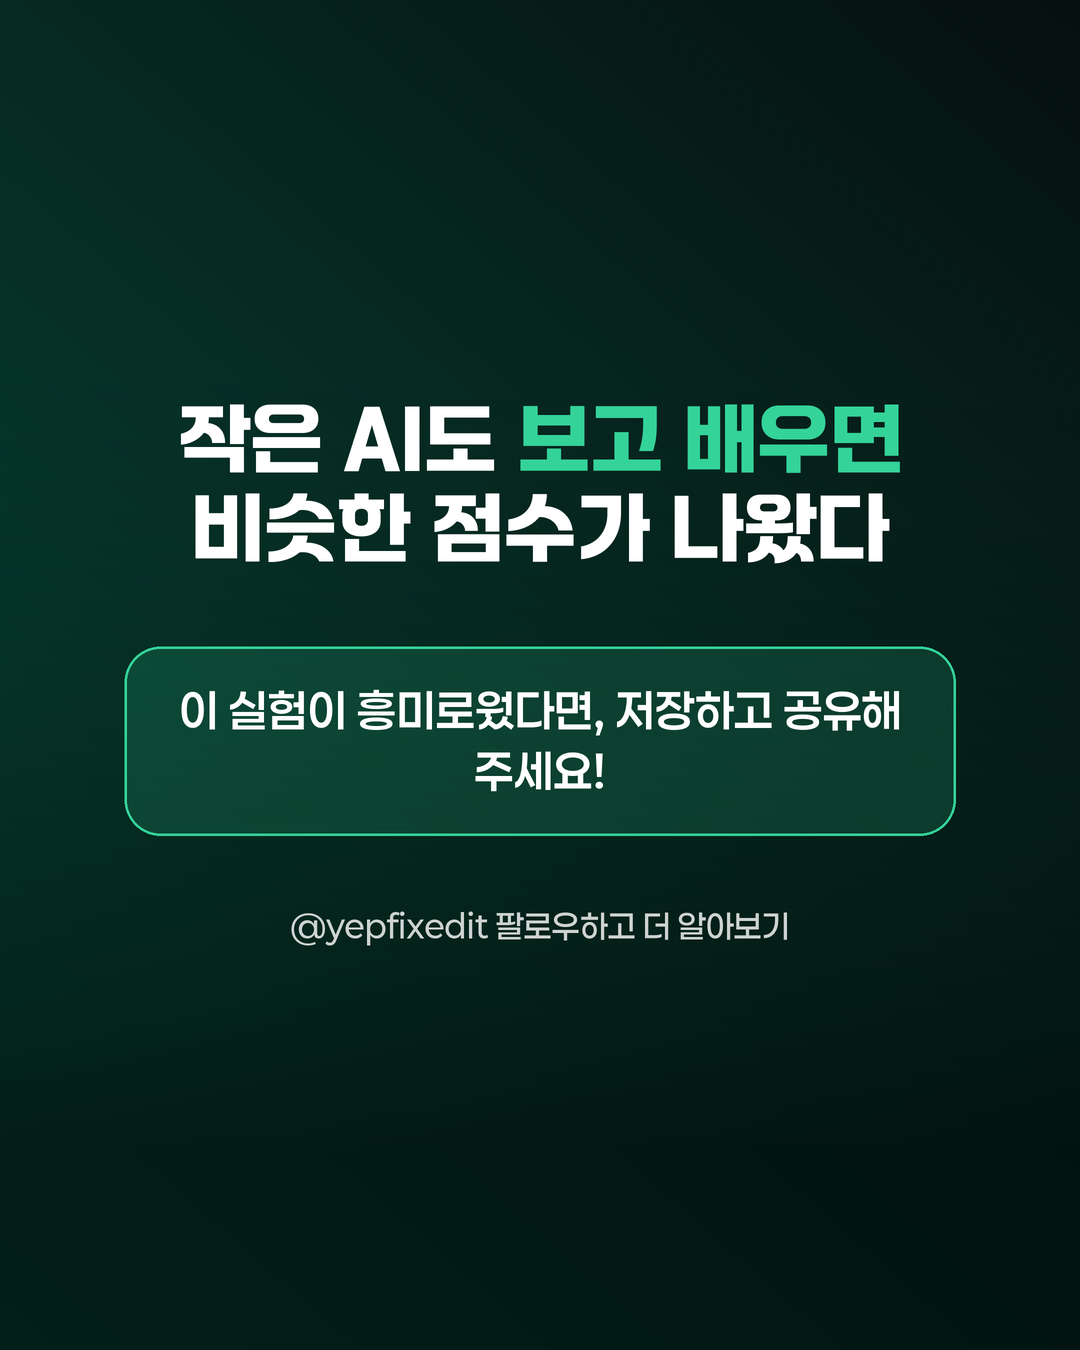 작은 AI도 보고 배우면
비슷한 점수가 나왔다
이 실험이 흥미로웠다면, 저장하고 공유해
주세요!
@yepfixedit 팔로우하고 더 알아보기